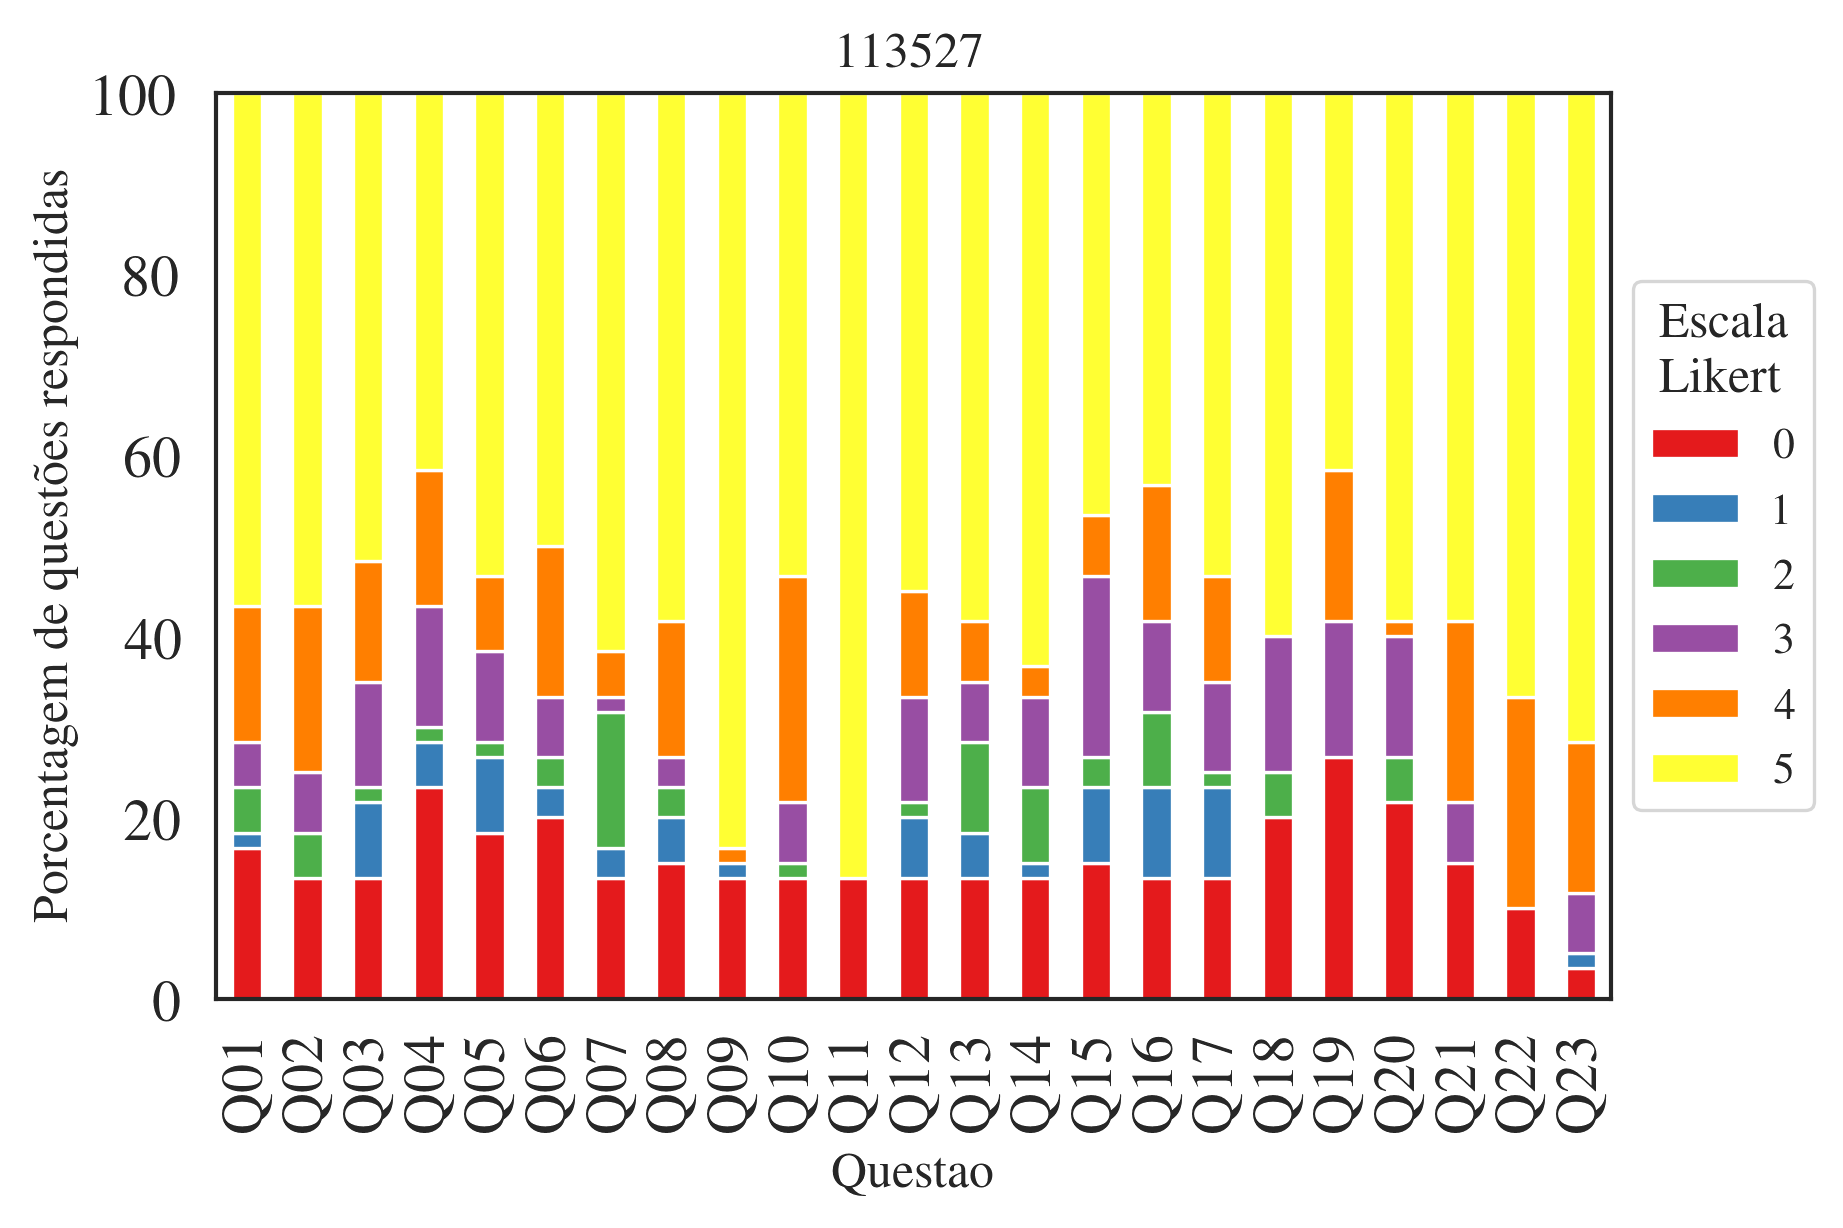 113527
Porcentagem de questões respondidas
100
80
60
40
20
0
Q01
Q02
Q03
Q04
Q05
Q06
Q07
Q08
Q09
Q10
Q11
Q12
Q13
Q14
Q15
Q16
Q17
Q18
Q19
Q20
Q21
Q22
Q23
Questao
Escala
Likert
0
1
2
3
4
5